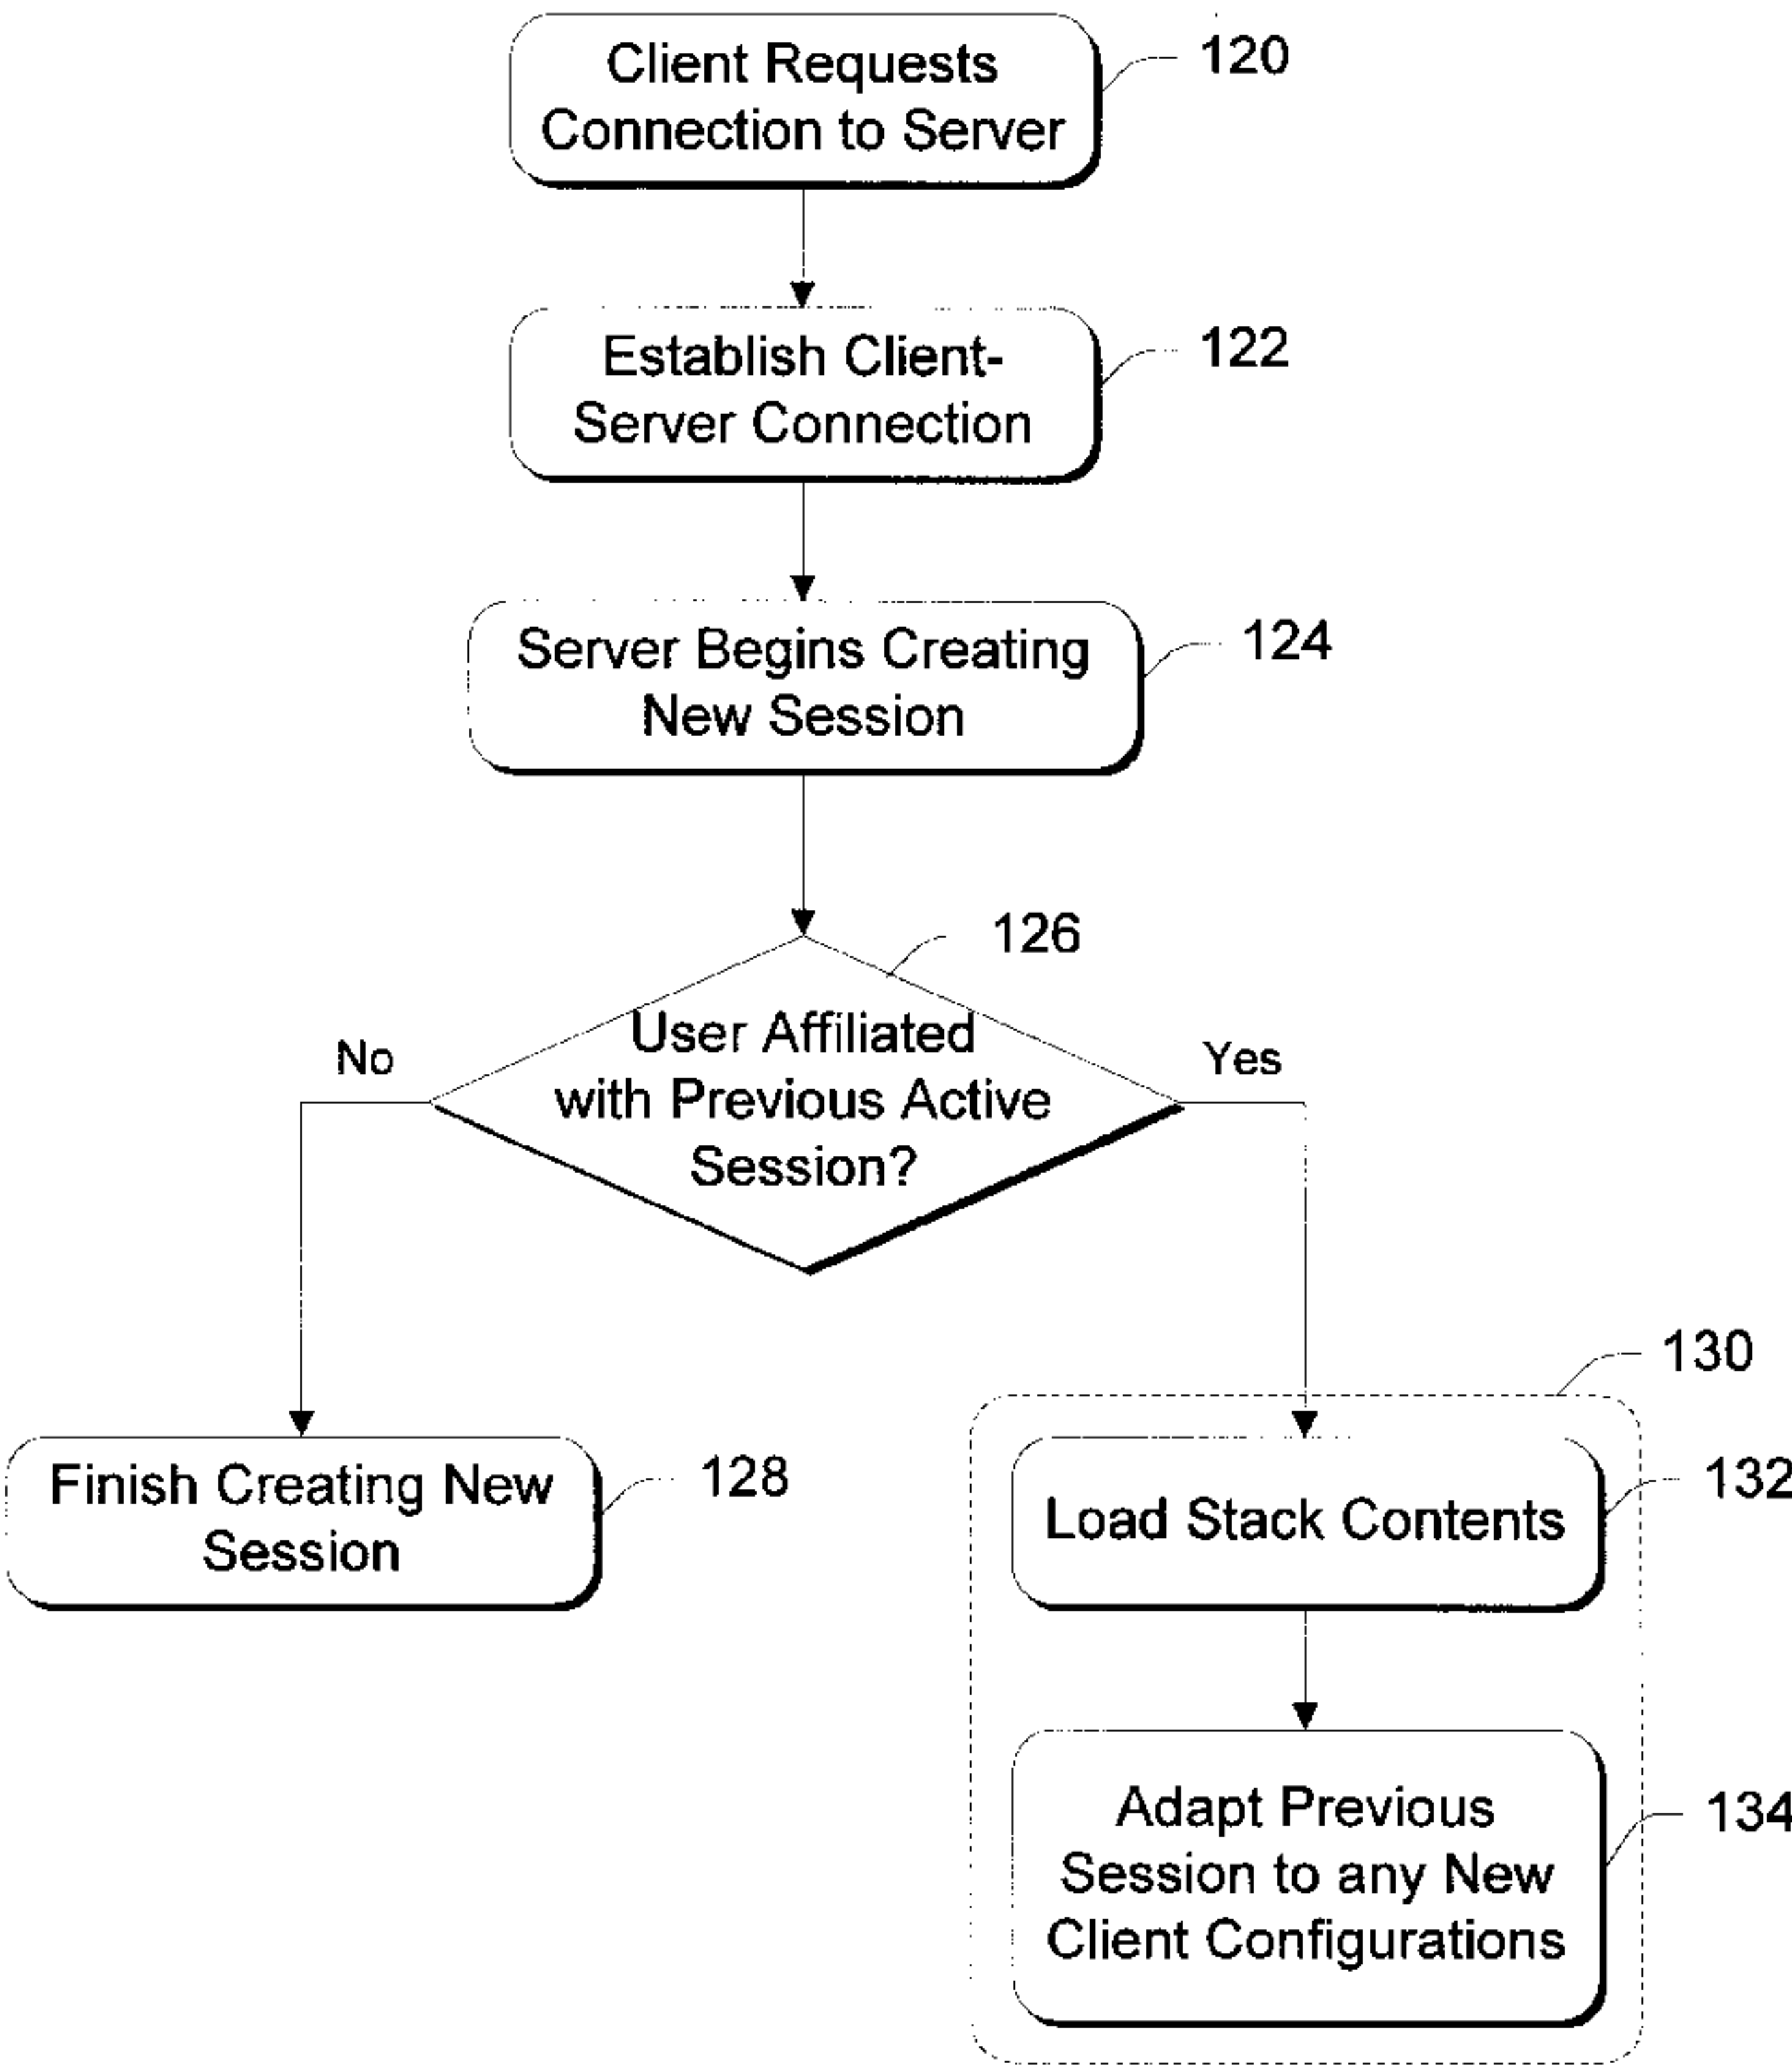 Client Requests
Connection to Server
120
Establish Client-
Server Connection
122
Server Begins Creating
New Session
124
126
User Affiliated
with Previous Active
Session?
No
Yes
130
Finish Creating New
Session
128
Load Stack Contents
132
Adapt Previous
Session to any New
Client Configurations
134